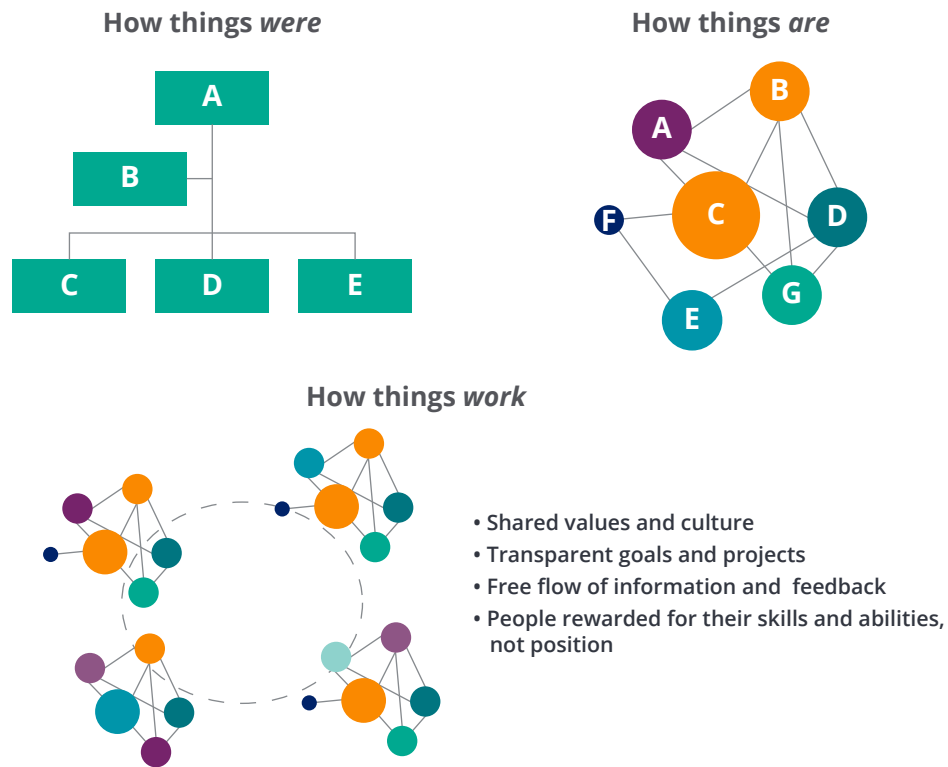 How things were
A
B
C
D
E
How things are
B
A
C
F
D
G
E
How things work
• Shared values and culture
• Transparent goals and projects
• Free flow of information and  feedback
• People rewarded for their skills and abilities,
not position